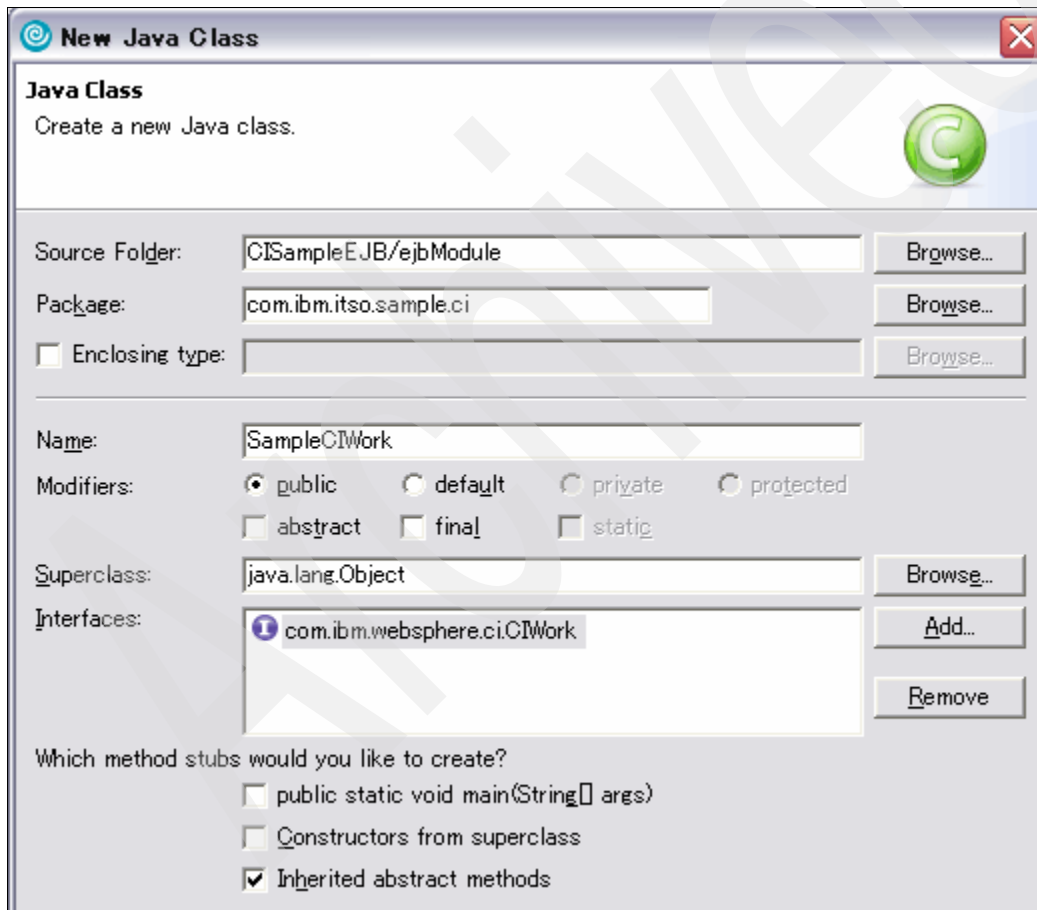 New Java Class
Java Class
Create a new Java class.
Source Folder: CISampleEJB/ejbModule Browse...
Package: com.ibm.itso.sample.ci Browse...
Enclosing type: Browse...
Name: SampleCIWork
Modifiers: public default private protected
abstract final static
Superclass: java.lang.Object Browse...
Interfaces: com.ibm.websphere.ci.CIWork Add...
Remove
Which method stubs would you like to create?
public static void main(String[] args)
Constructors from superclass
Inherited abstract methods